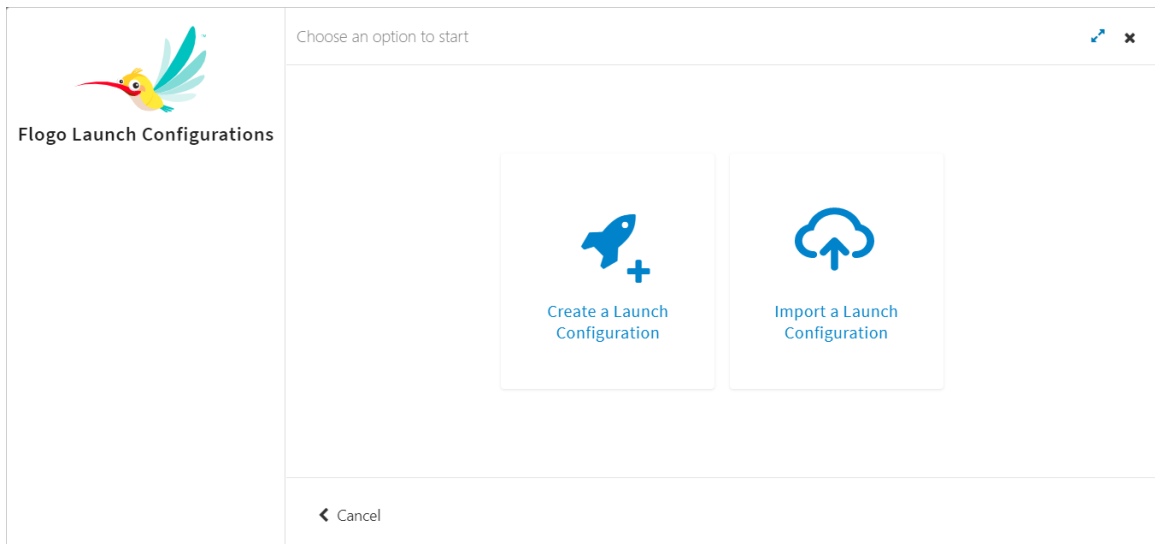 Choose an option to start
Flogo Launch Configurations
Create a Launch
Configuration
Import a Launch
Configuration
Cancel